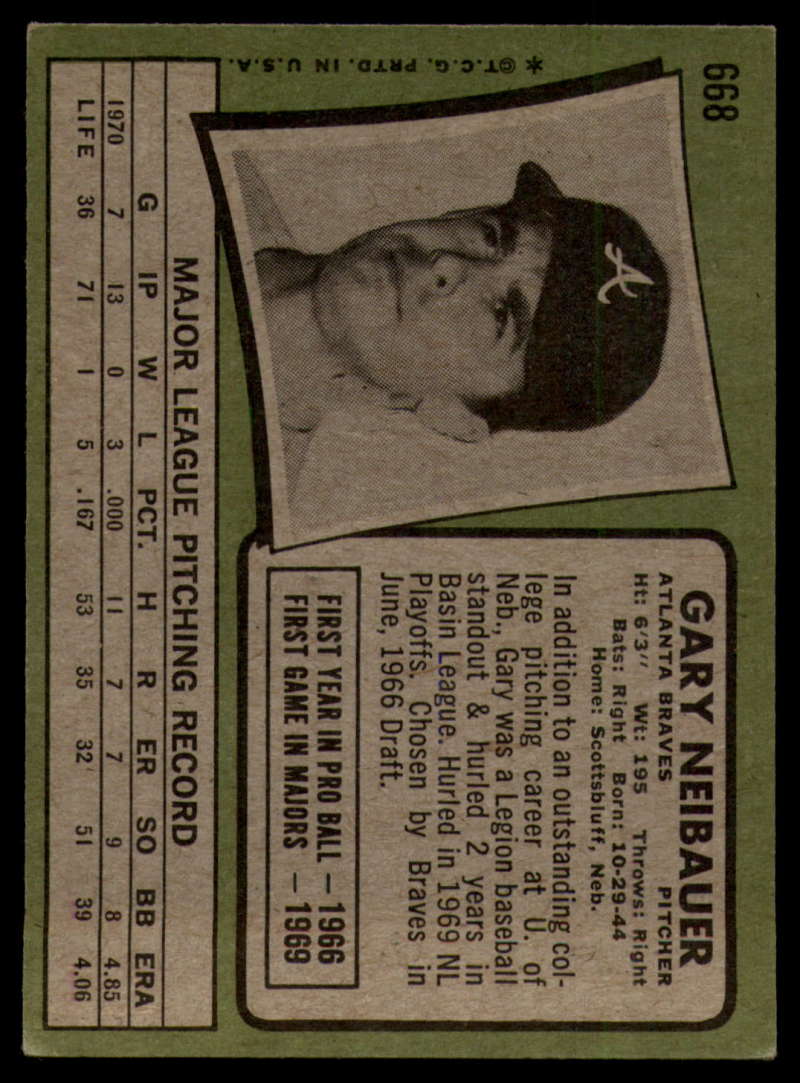 668
GARY NEIBAUER
ATLANTA BRAVES PITCHER
Ht: 6'3" Wt: 195 Throws: Right
Bats: Right Born: 10-29-44
Home: Scottsbluff, Neb.
In addition to an outstanding col-
lege pitching career at U. of
Neb., Gary was a Legion baseball
standout & hurled 2 years in
Basin League. Hurled in 1969 NL
Playoffs. Chosen by Braves in
June, 1966 Draft.
FIRST YEAR IN PRO BALL — 1966
FIRST GAME IN MAJORS — 1969
A
✶ ©T.C.G. PRTD. IN U.S.A.
MAJOR LEAGUE PITCHING RECORD
G IP W L PCT. H R ER SO BB ERA
1970 7 13 0 3 .000 11 7 7 9 8 4.85
LIFE 36 71 1 5 .167 53 35 32 51 39 4.06